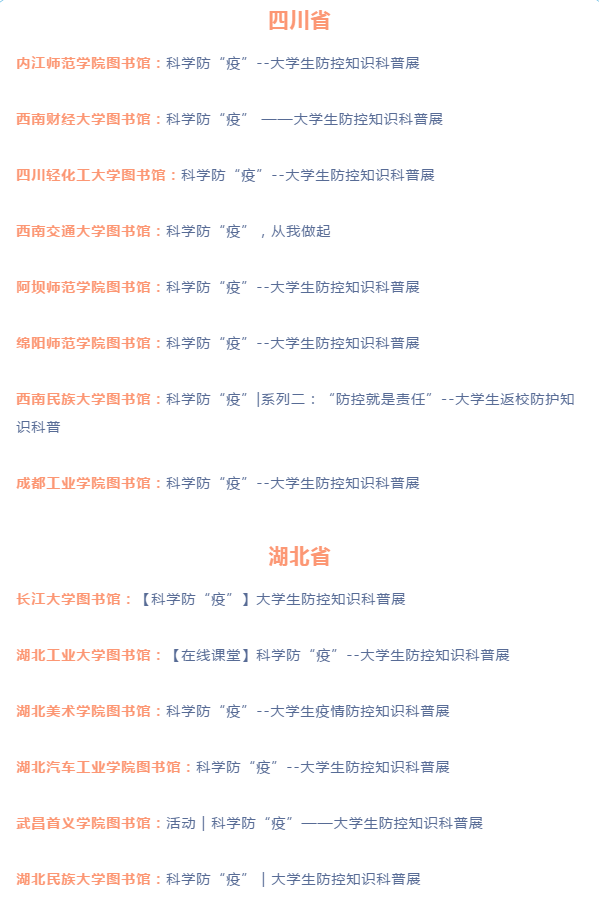 四川省
内江师范学院图书馆：科学防“疫”--大学生防控知识科普展
西南财经大学图书馆：科学防“疫” ——大学生防控知识科普展
四川轻化工大学图书馆：科学防“疫”--大学生防控知识科普展
西南交通大学图书馆：科学防“疫”，从我做起
阿坝师范学院图书馆：科学防“疫”--大学生防控知识科普展
绵阳师范学院图书馆：科学防“疫”--大学生防控知识科普展
西南民族大学图书馆：科学防“疫”|系列二：“防控就是责任”--大学生返校防护知
识科普
成都工业学院图书馆：科学防“疫”--大学生防控知识科普展
湖北省
长江大学图书馆：【科学防“疫”】大学生防控知识科普展
湖北工业大学图书馆：【在线课堂】科学防“疫”--大学生防控知识科普展
湖北美术学院图书馆：科学防“疫”--大学生疫情防控知识科普展
湖北汽车工业学院图书馆：科学防“疫”--大学生防控知识科普展
武昌首义学院图书馆：活动 | 科学防“疫”——大学生防控知识科普展
湖北民族大学图书馆：科学防“疫” | 大学生防控知识科普展